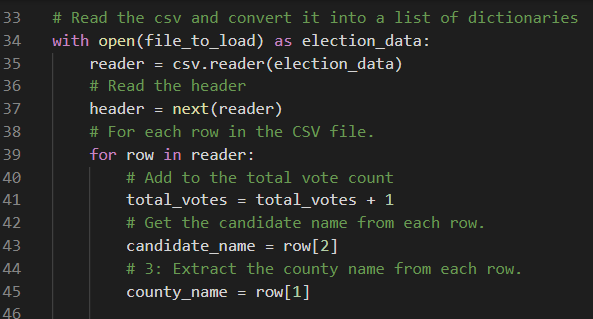 33 # Read the csv and convert it into a list of dictionaries
34 with open(file_to_load) as election_data:
35     reader = csv.reader(election_data)
36     # Read the header
37     header = next(reader)
38     # For each row in the CSV file.
39     for row in reader:
40         # Add to the total vote count
41         total_votes = total_votes + 1
42         # Get the candidate name from each row.
43         candidate_name = row[2]
44         # 3: Extract the county name from each row.
45         county_name = row[1]
46